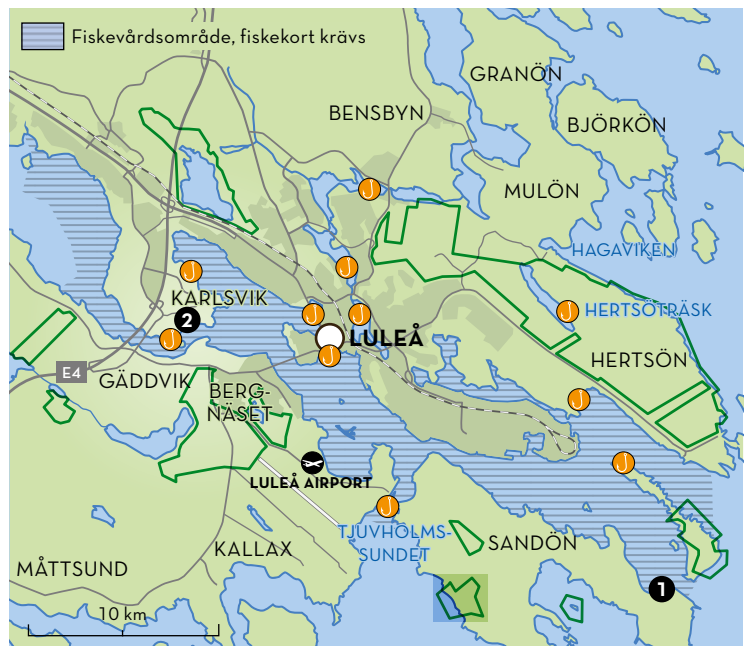 Fiskevårdsområde, fiskekort krävs
GRANÖN
BENSBYN
BJÖRKÖN
MULÖN
HAGAVIKEN
KARLSVIK
2
HERTSÖTRÄSK
LULEÅ
HERTSÖN
E4
GÄDDVIK
BERG-
NÄSET
LULEÅ AIRPORT
TJUVHOLMS-
SUNDET
SANDÖN
KALLAX
MÅTTSUND
1
10 km